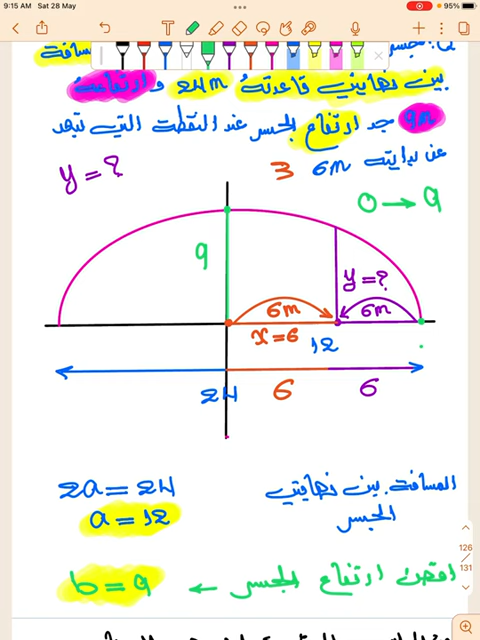 9:15 AM Sat 28 May
95%
جسر
بين نهايتي قاعدته 24m وارتفاعه
9m جد ارتفاع الجسر عند النقطة التي تبعد
عن بدايته 6m 3
y = ?
0 → 9
9
y = ?
6m 6m
x = 6 12
24 6 6
المسافة بين نهايتي
الجسر
2a = 24
a = 12
b = 9 ← ارتفاع الجسر
126
131